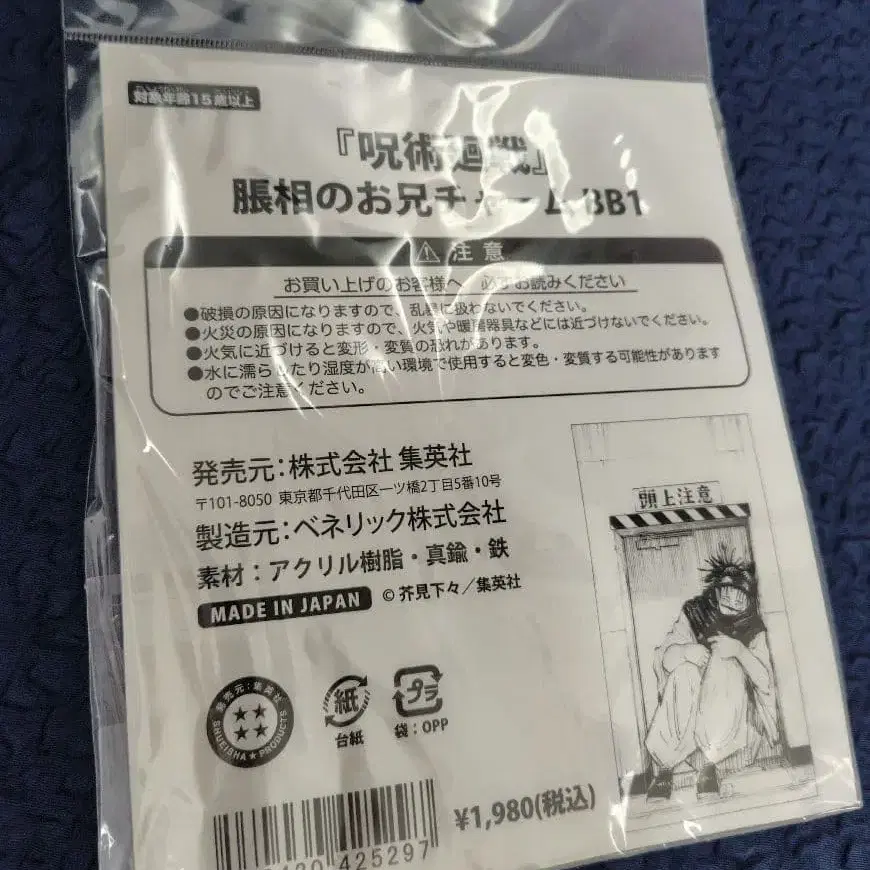 対象年齢15歳以上
『呪術廻戦』
脹相のお兄チャーム BB1
注意
お買い上げのお客様へ 必ずお読みください
●破損の原因になりますので、乱暴に扱わないでください。
●火災の原因になりますので、火気や暖房器具などには近づけないでください。
●火気に近づけると変形・変質の恐れがあります。
●水に濡らしたり湿度が高い環境で使用すると変色・変質する可能性があります
のでご注意ください。
発売元:株式会社 集英社
〒101-8050 東京都千代田区一ツ橋2丁目5番10号
製造元:ベネリック株式会社
素材:アクリル樹脂・真鍮・鉄
MADE IN JAPAN ©芥見下々/集英社
頭上注意
発売元:集英社
SHUEISHA★PRODUCTS
紙
台紙
プラ
袋:OPP
¥1,980(税込)
425297